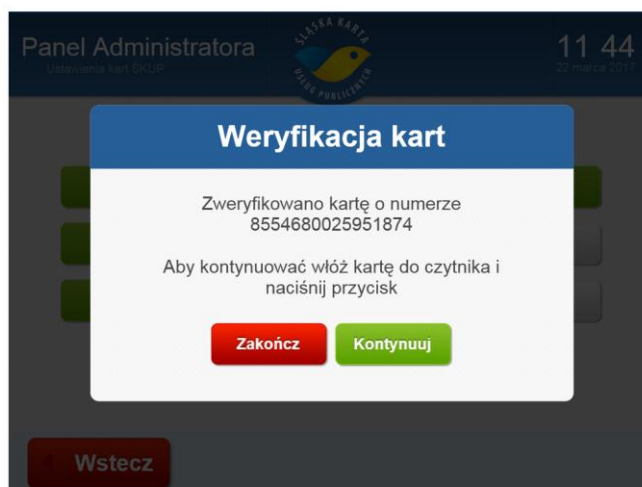 Panel Administratora
Ustawienia kart ŚKUP
ŚLĄSKA KARTA
USŁUG PUBLICZNYCH
11 44
22 marca 2017
Weryfikacja kart
Zweryfikowano kartę o numerze
8554680025951874
Aby kontynuować włóż kartę do czytnika i
naciśnij przycisk
Zakończ
Kontynuuj
Wstecz